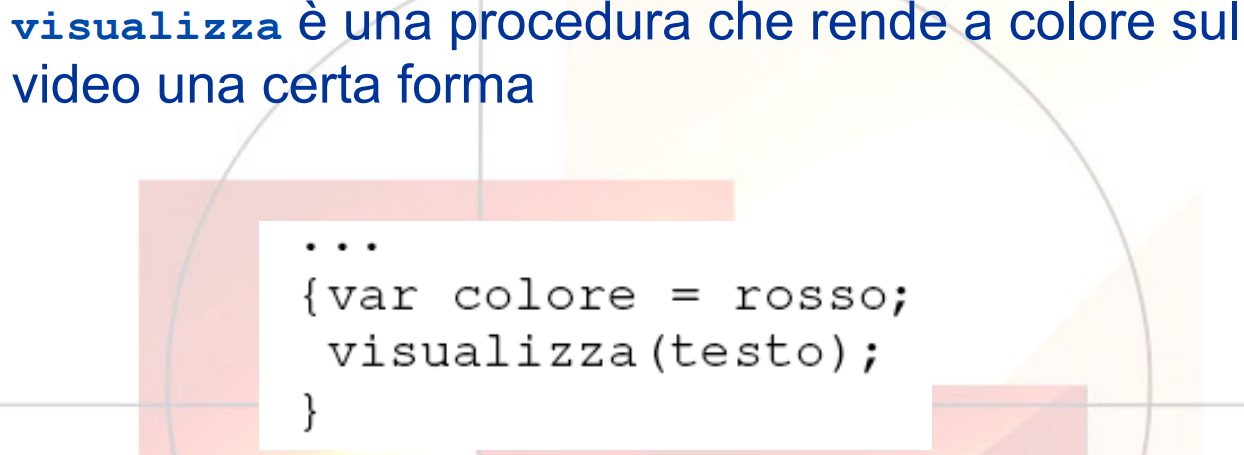 visualizza è una procedura che rende a colore sul
video una certa forma
...
{var colore = rosso;
visualizza(testo);
}